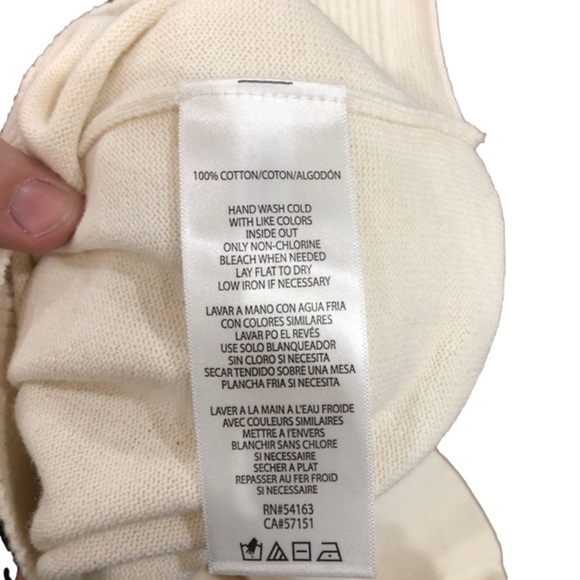 100% COTTON/COTON/ALGODÓN
HAND WASH COLD
WITH LIKE COLORS
INSIDE OUT
ONLY NON-CHLORINE
BLEACH WHEN NEEDED
LAY FLAT TO DRY
LOW IRON IF NECESSARY
LAVAR A MANO CON AGUA FRIA
CON COLORES SIMILARES
LAVAR PO EL REVÉS
USE SOLO BLANQUEADOR
SIN CLORO SI NECESITA
SECAR TENDIDO SOBRE UNA MESA
PLANCHA FRIA SI NECESITA
LAVER A LA MAIN A L'EAU FROIDE
AVEC COULEURS SIMILAIRES
METTRE A L'ENVERS
BLANCHIR SANS CHLORE
SI NECESSAIRE
SECHER A PLAT
REPASSER AU FER FROID
SI NECESSAIRE
RN#54163
CA#57151